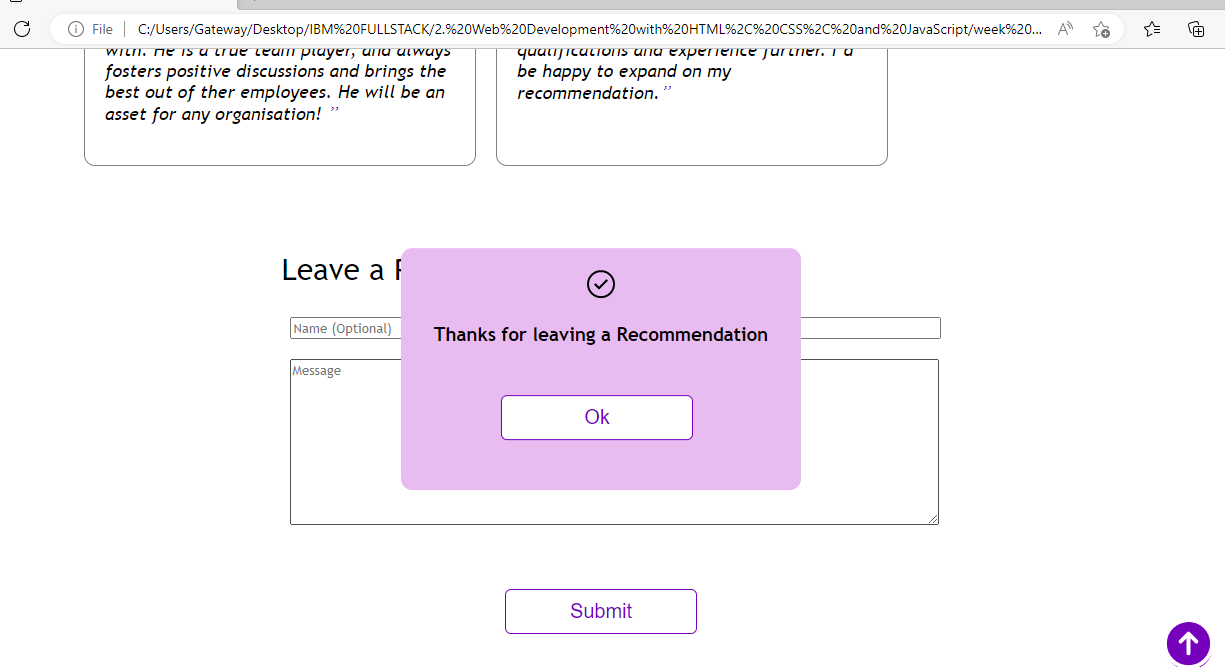 File
C:/Users/Gateway/Desktop/IBM%20FULLSTACK/2.%20Web%20Development%20with%20HTML%2C%20CSS%2C%20and%20JavaScript/week%20...
with. He is a true team player, and always
fosters positive discussions and brings the
best out of ther employees. He will be an
asset for any organisation! ”
qualifications and experience further. I'd
be happy to expand on my
recommendation. ”
Leave a
Thanks for leaving a Recommendation
Name (Optional)
Message
Ok
Submit